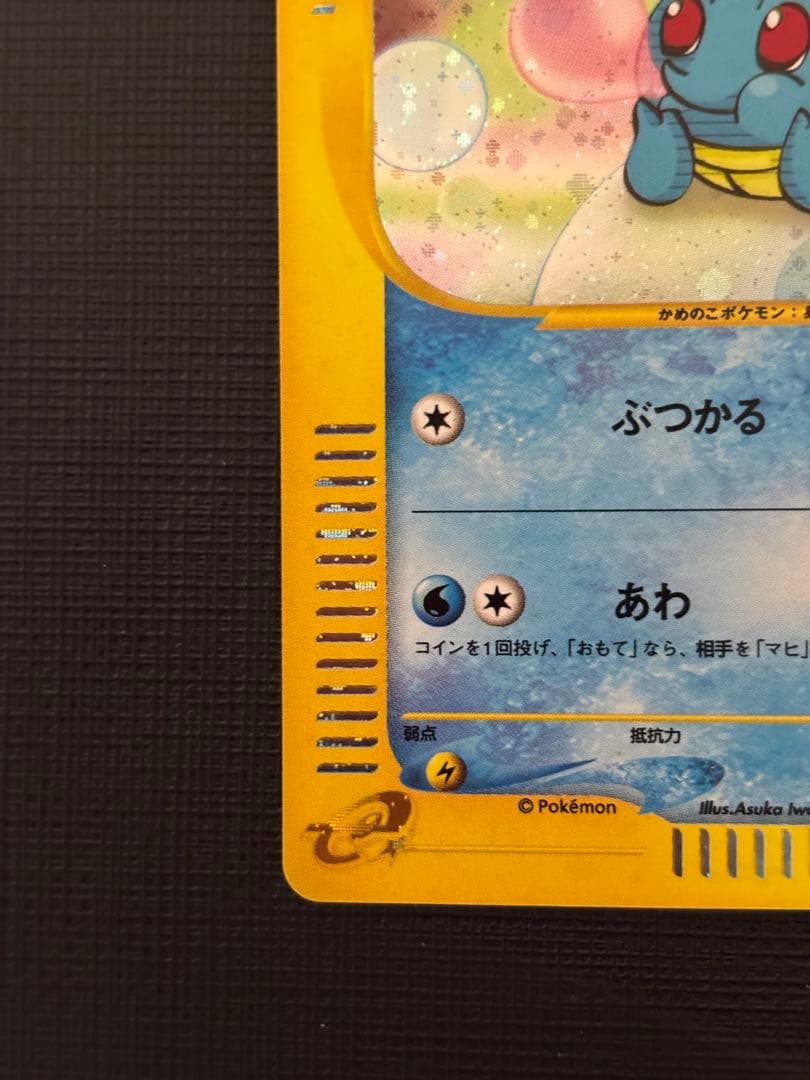 かめのこポケモン：
ぶつかる
あわ
コインを1回投げ、「おもて」なら、相手を「マヒ」
弱点
抵抗力
© Pokémon
Illus.Asuka